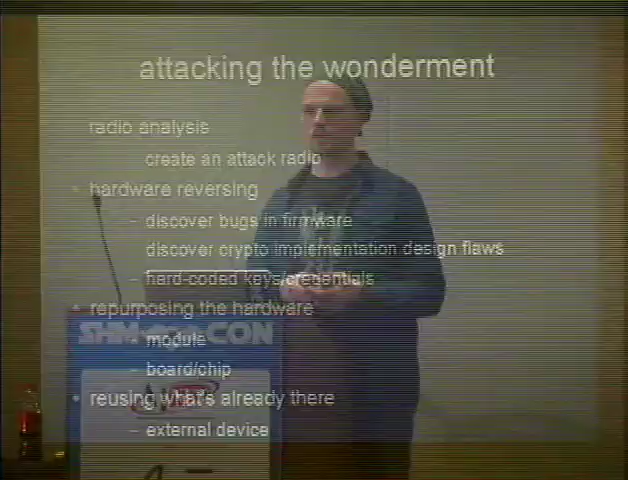 attacking the wonderment
radio analysis
create an attack radio
• hardware reversing
– discover bugs in firmware
discover crypto implementation design flaws
– hard-coded keys/credentials
• repurposing the hardware
SHMOOCON
– module
– board/chip
• reusing what's already there
– external device